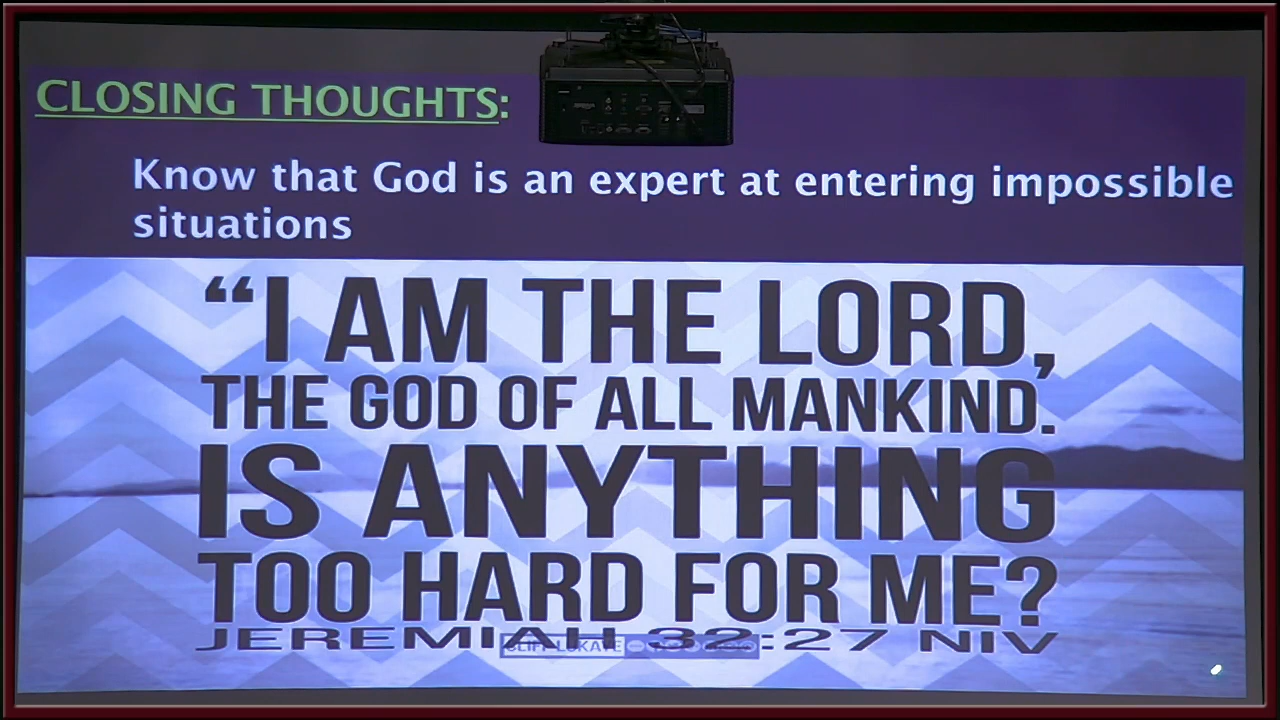 CLOSING THOUGHTS:
Know that God is an expert at entering impossible
situations
“I AM THE LORD,
THE GOD OF ALL MANKIND.
IS ANYTHING
TOO HARD FOR ME?
JEREMIAH 32:27 NIV